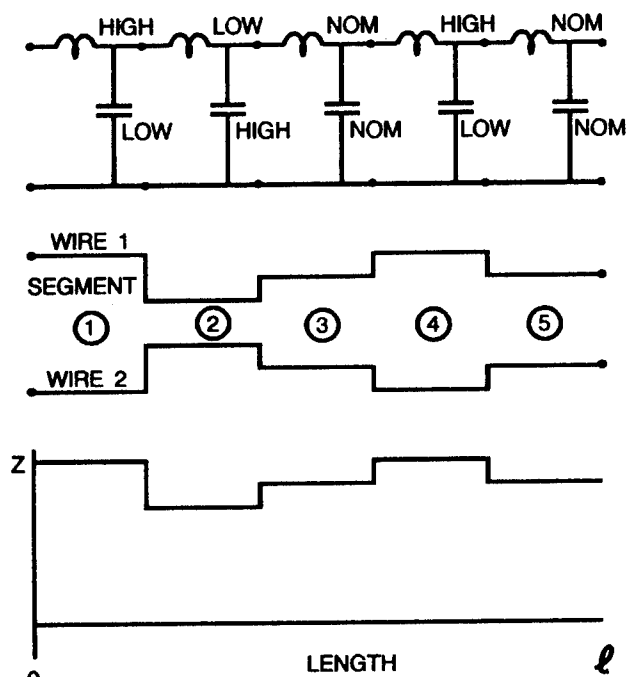 HIGH LOW NOM HIGH NOM
LOW HIGH NOM LOW NOM
WIRE 1
SEGMENT
1 2 3 4 5
WIRE 2
Z
LENGTH ℓ